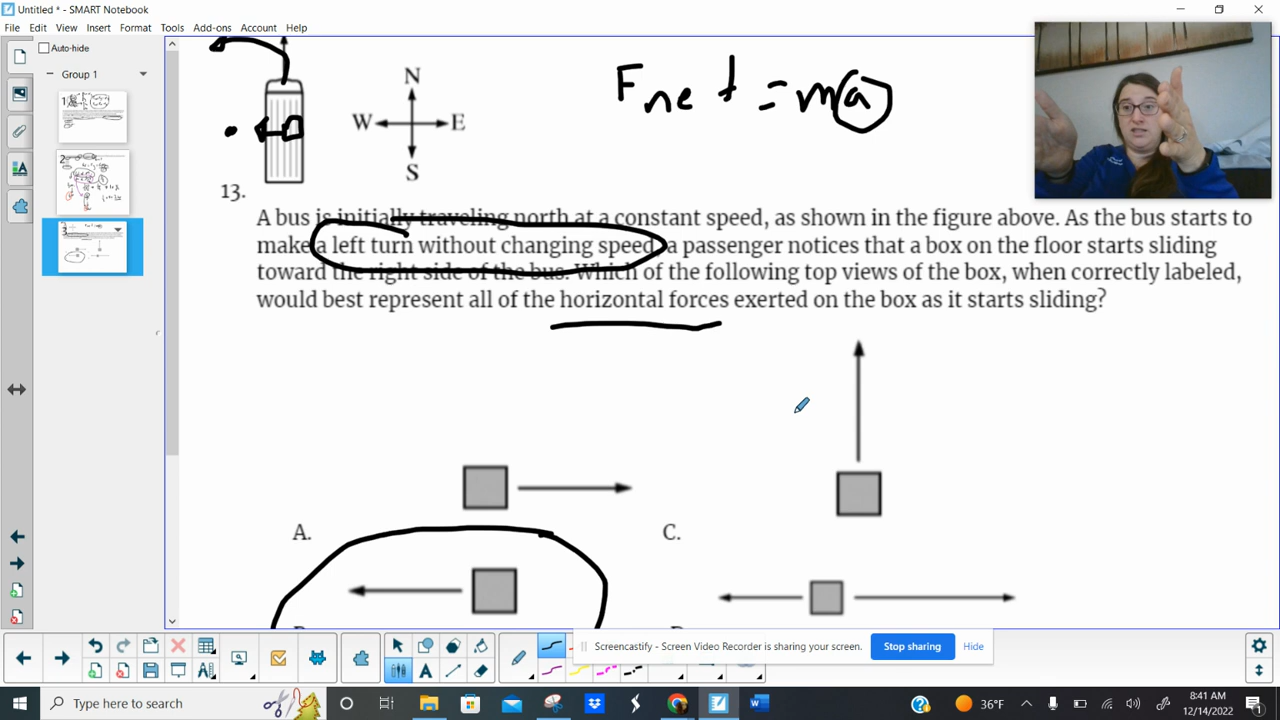 Untitled * - SMART Notebook
File Edit View Insert Format Tools Add-ons Account Help
Auto-hide
Group 1
1
2
3
N
W E
S
Fnet = ma
13.
A bus is initially traveling north at a constant speed, as shown in the figure above. As the bus starts to
make a left turn without changing speed, a passenger notices that a box on the floor starts sliding
toward the right side of the bus. Which of the following top views of the box, when correctly labeled,
would best represent all of the horizontal forces exerted on the box as it starts sliding?
A.
C.
Screencastify - Screen Video Recorder is sharing your screen. Stop sharing Hide
Type here to search
36°F
8:41 AM
12/14/2022